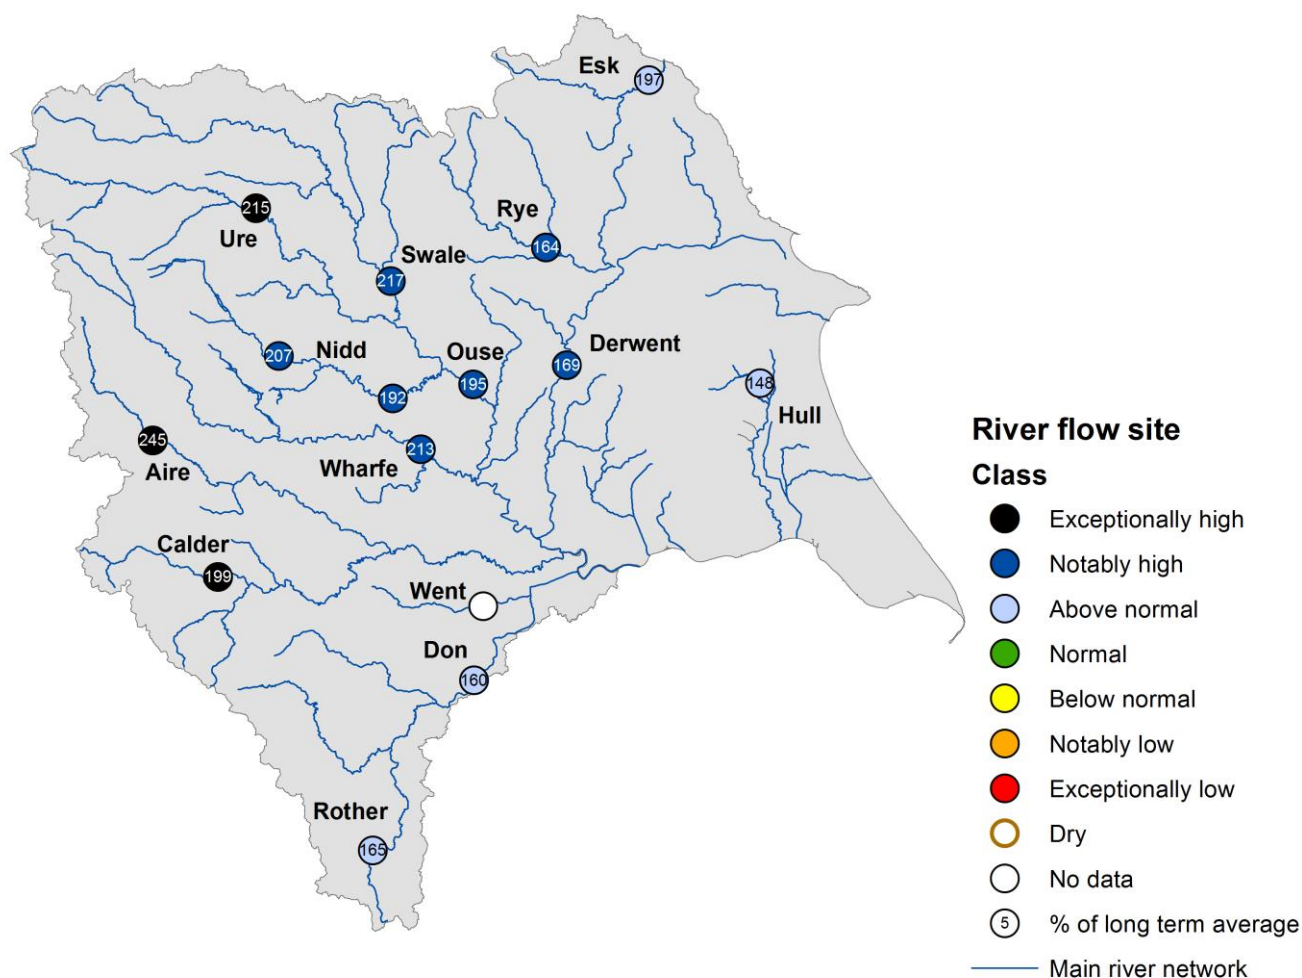 Esk
197
215
Ure
Rye
164
Swale
217
Nidd
207
192
Ouse
195
Derwent
169
148
Hull
245
Aire
Wharfe
213
Calder
199
Went
Don
160
Rother
165
River flow site
Class
Exceptionally high
Notably high
Above normal
Normal
Below normal
Notably low
Exceptionally low
Dry
No data
5 % of long term average
Main river network